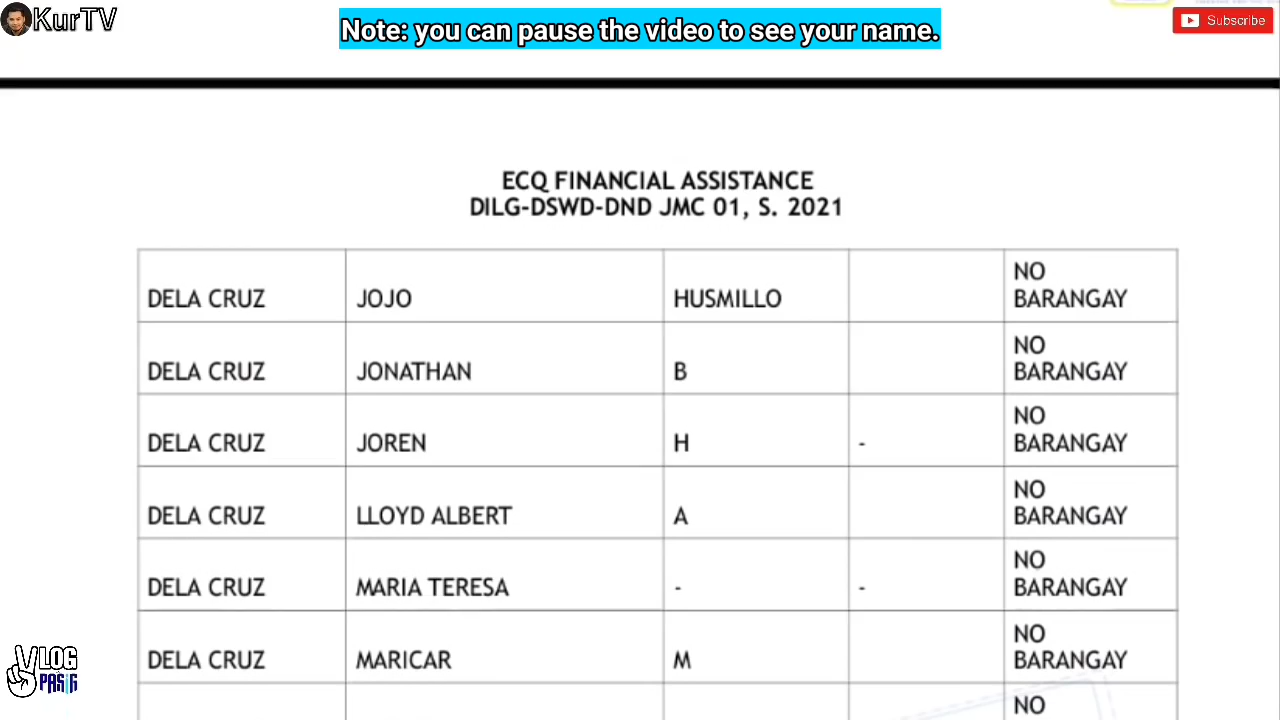 KurTV
Note: you can pause the video to see your name.
Subscribe
ECQ FINANCIAL ASSISTANCE
DILG-DSWD-DND JMC 01, S. 2021
DELA CRUZ JOJO HUSMILLO NO BARANGAY
DELA CRUZ JONATHAN B NO BARANGAY
DELA CRUZ JOREN H - NO BARANGAY
DELA CRUZ LLOYD ALBERT A NO BARANGAY
DELA CRUZ MARIA TERESA - - NO BARANGAY
DELA CRUZ MARICAR M NO BARANGAY
NO
VLOG
PASIG